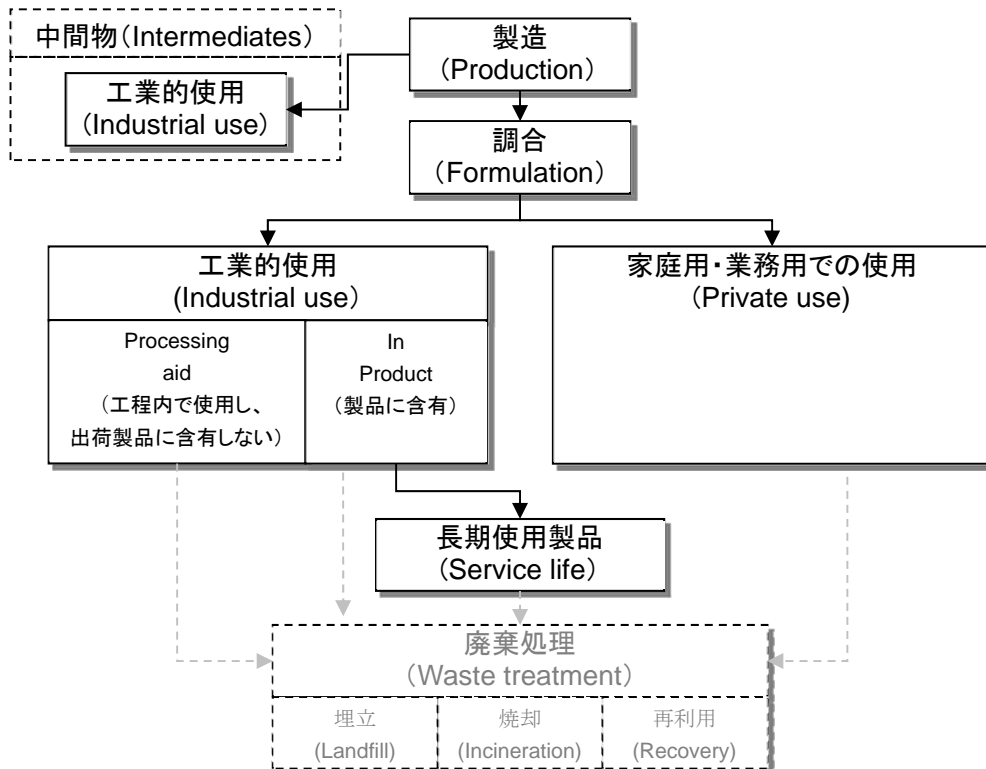 中間物（Intermediates）
工業的使用
（Industrial use）
製造
（Production）
調合
（Formulation）
工業的使用
(Industrial use）
Processing
aid
（工程内で使用し、
出荷製品に含有しない）
In
Product
（製品に含有）
家庭用・業務用での使用
（Private use)
長期使用製品
（Service life）
廃棄処理
（Waste treatment）
埋立
(Landfill)
焼却
(Incineration)
再利用
(Recovery)